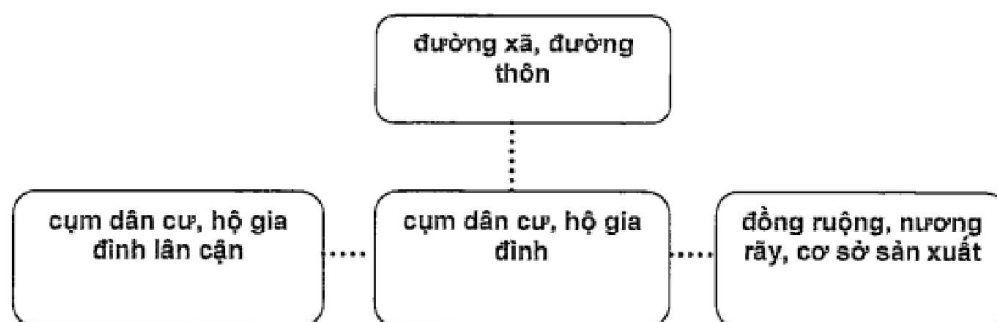 đường xã, đường
thôn
cụm dân cư, hộ gia
đình lân cận
cụm dân cư, hộ gia
đình
đồng ruộng, nương
rãy, cơ sở sản xuất